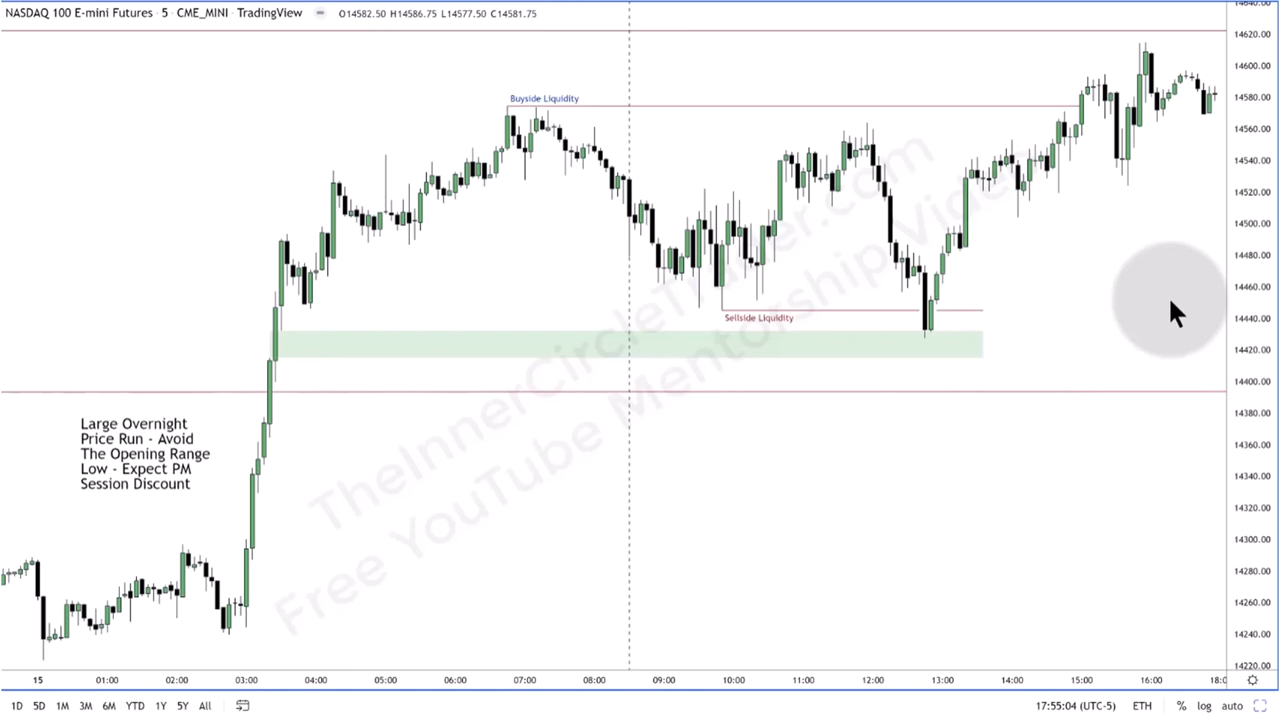 NASDAQ 100 E-mini Futures · 5 · CME_MINI · TradingView O14582.50 H14586.75 L14577.50 C14581.75
14620.00
14600.00
14580.00
14560.00
14540.00
14520.00
14500.00
14480.00
14460.00
14440.00
14420.00
14400.00
14380.00
14360.00
14340.00
14320.00
14300.00
14280.00
14260.00
14240.00
14220.00
Buyside Liquidity
Sellside Liquidity
Large Overnight
Price Run - Avoid
The Opening Range
Low - Expect PM
Session Discount
TheInnerCircleTrader.com
Free YouTube Mentorship Vide
15 01:00 02:00 03:00 04:00 05:00 06:00 07:00 08:00 09:00 10:00 11:00 12:00 13:00 14:00 15:00 16:00
1D 5D 1M 3M 6M YTD 1Y 5Y All 17:55:04 (UTC-5) ETH % log auto